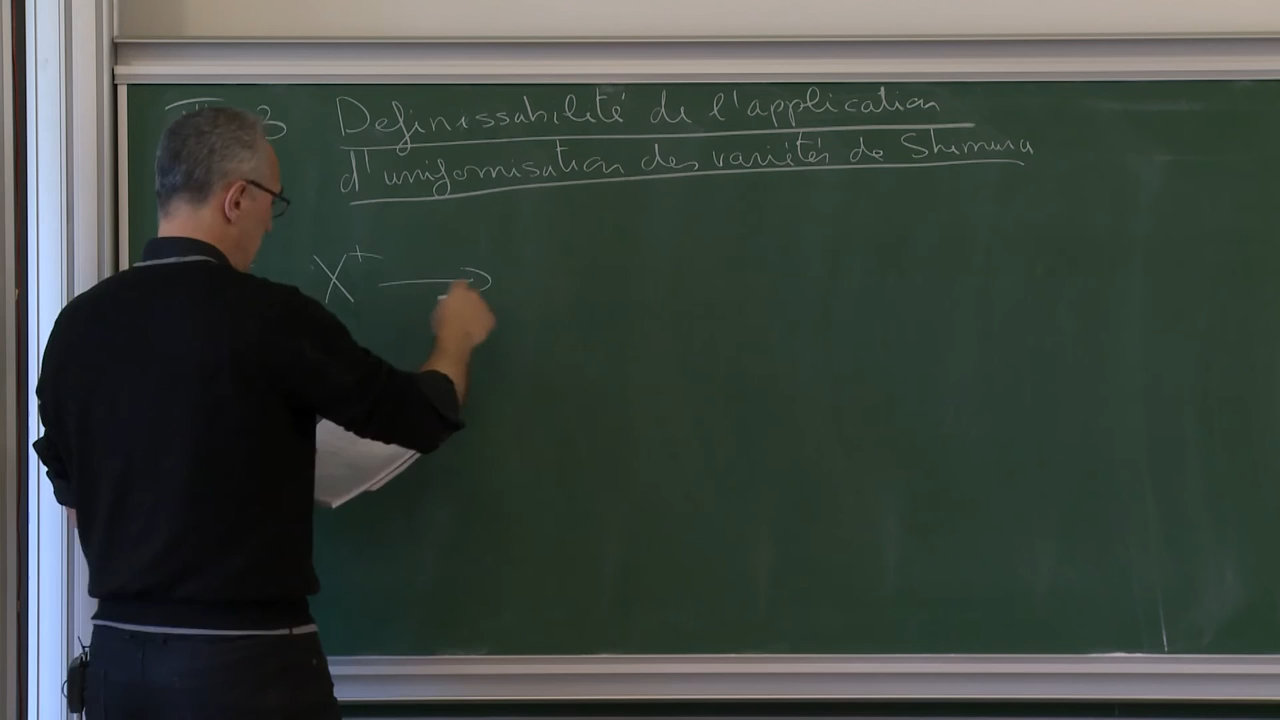 3 Definissabilité de l'application
d'uniformisation des variétés de Shimura
X⁺ →